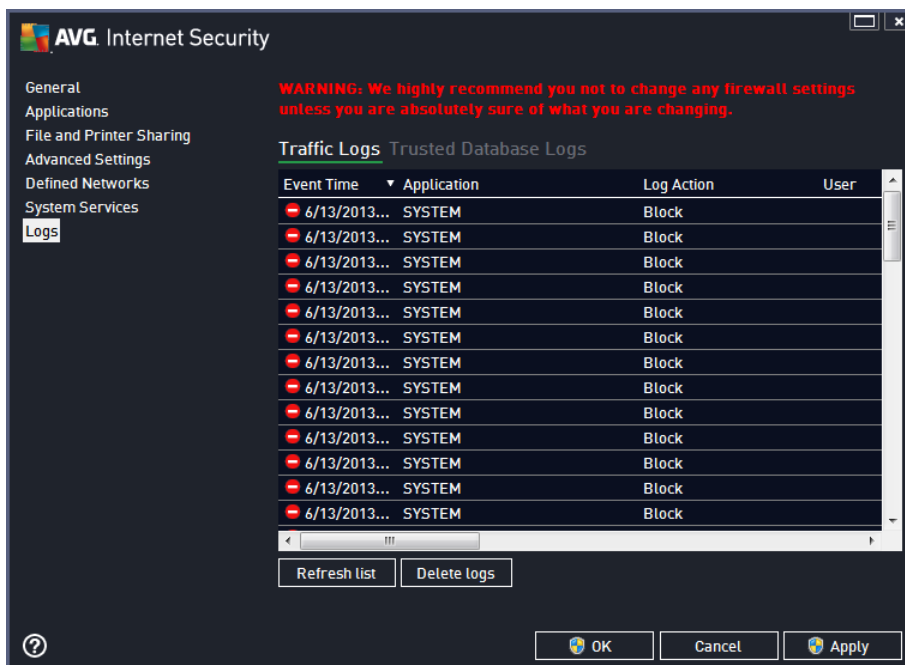 AVG. Internet Security
General
Applications
File and Printer Sharing
Advanced Settings
Defined Networks
System Services
Logs
WARNING: We highly recommend you not to change any firewall settings
unless you are absolutely sure of what you are changing.
Traffic Logs Trusted Database Logs
Event Time Application Log Action User
6/13/2013... SYSTEM Block
6/13/2013... SYSTEM Block
6/13/2013... SYSTEM Block
6/13/2013... SYSTEM Block
6/13/2013... SYSTEM Block
6/13/2013... SYSTEM Block
6/13/2013... SYSTEM Block
6/13/2013... SYSTEM Block
6/13/2013... SYSTEM Block
6/13/2013... SYSTEM Block
6/13/2013... SYSTEM Block
6/13/2013... SYSTEM Block
6/13/2013... SYSTEM Block
Refresh list Delete logs
OK Cancel Apply